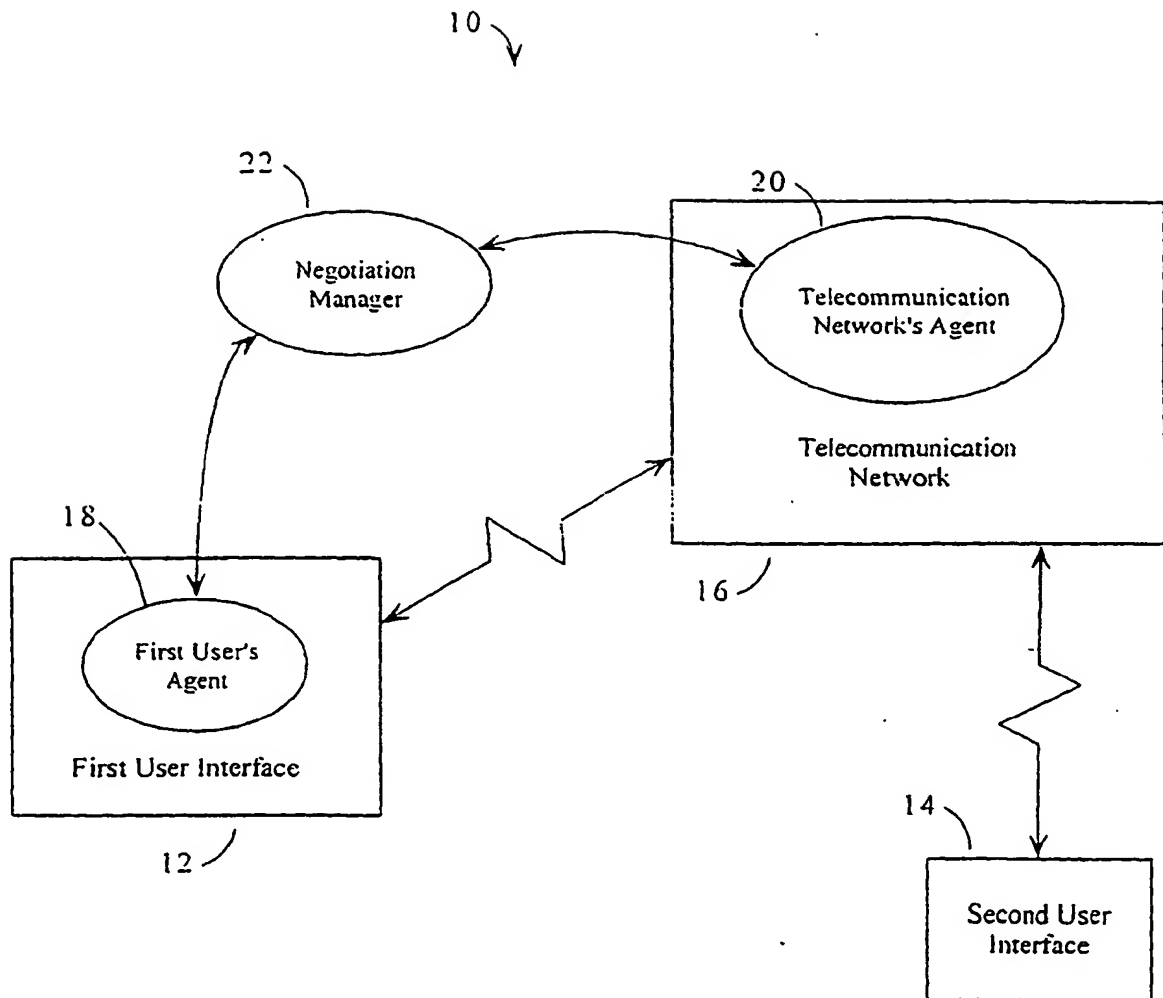 10
22
Negotiation
Manager
20
Telecommunication
Network's Agent
Telecommunication
Network
16
18
First User's
Agent
First User Interface
12
14
Second User
Interface